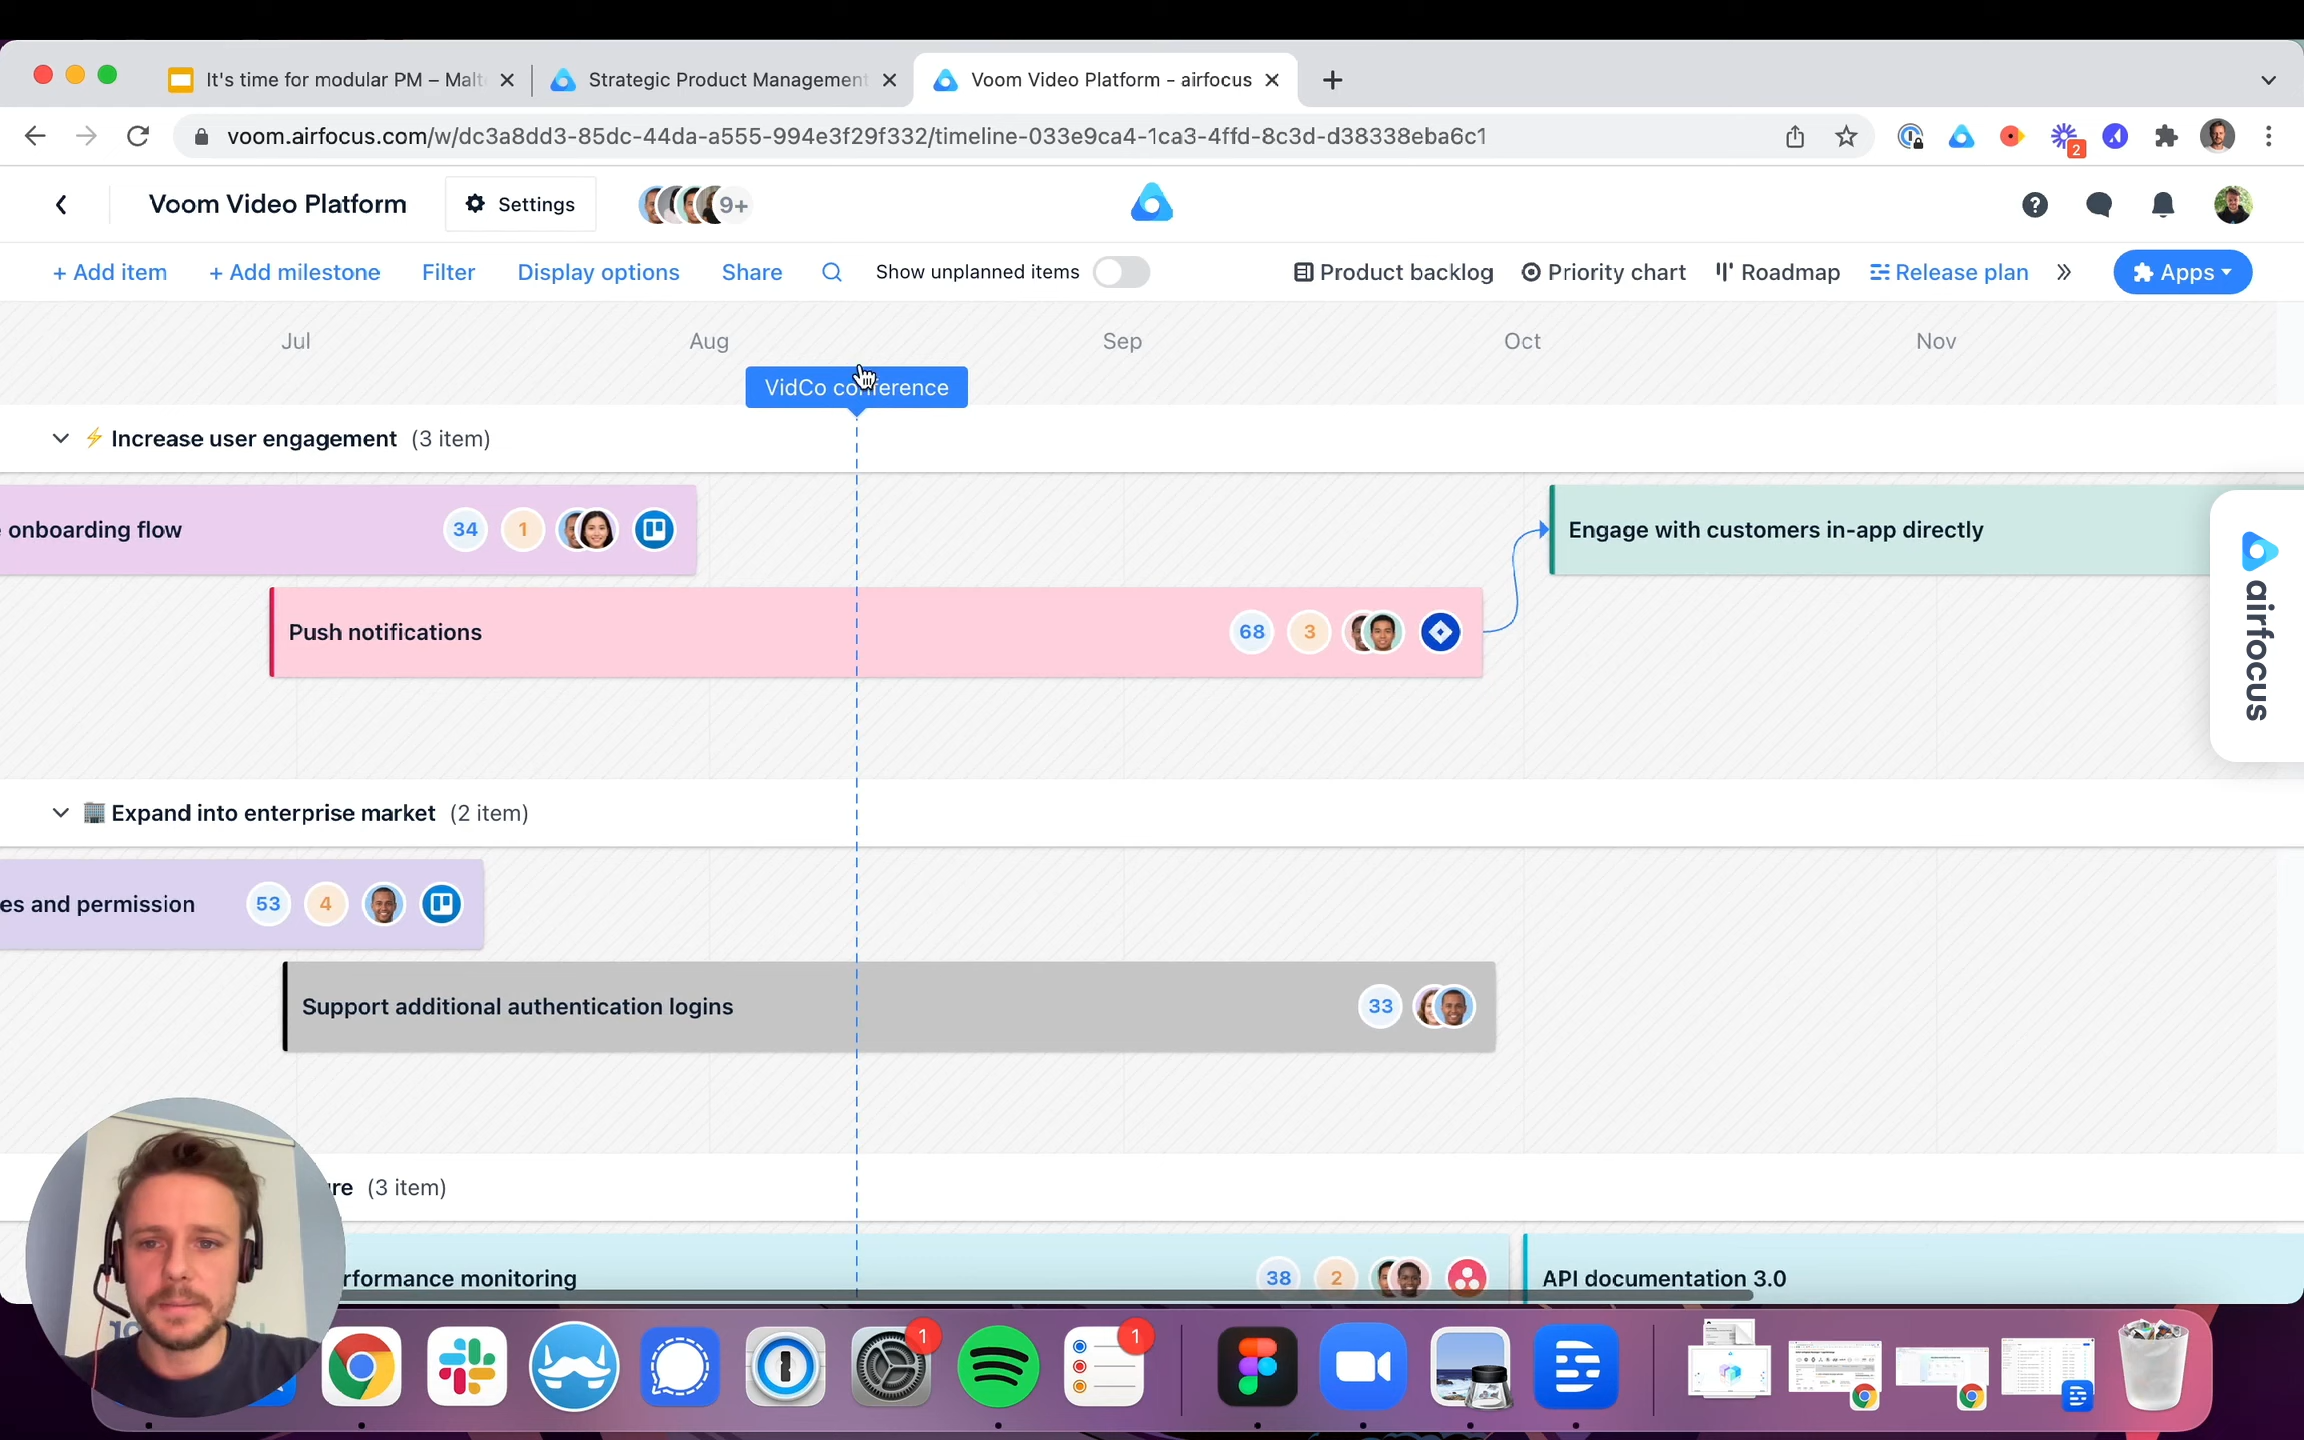 It's time for modular PM – Malte
Strategic Product Management
Voom Video Platform – airfocus
voom.airfocus.com/w/dc3a8dd3-85dc-44da-a555-994e3f29f332/timeline-033e9ca4-1ca3-4ffd-8c3d-d38338eba6c1
2
Voom Video Platform
Settings
9+
+ Add item
+ Add milestone
Filter
Display options
Share
Show unplanned items
Product backlog
Priority chart
Roadmap
Release plan
Apps
Jul
Aug
Sep
Oct
Nov
VidCo conference
⚡ Increase user engagement (3 item)
onboarding flow
34
1
Engage with customers in-app directly
Push notifications
68
3
airfocus
🏢 Expand into enterprise market (2 item)
es and permission
53
4
Support additional authentication logins
33
re (3 item)
rformance monitoring
38
2
API documentation 3.0
1
1